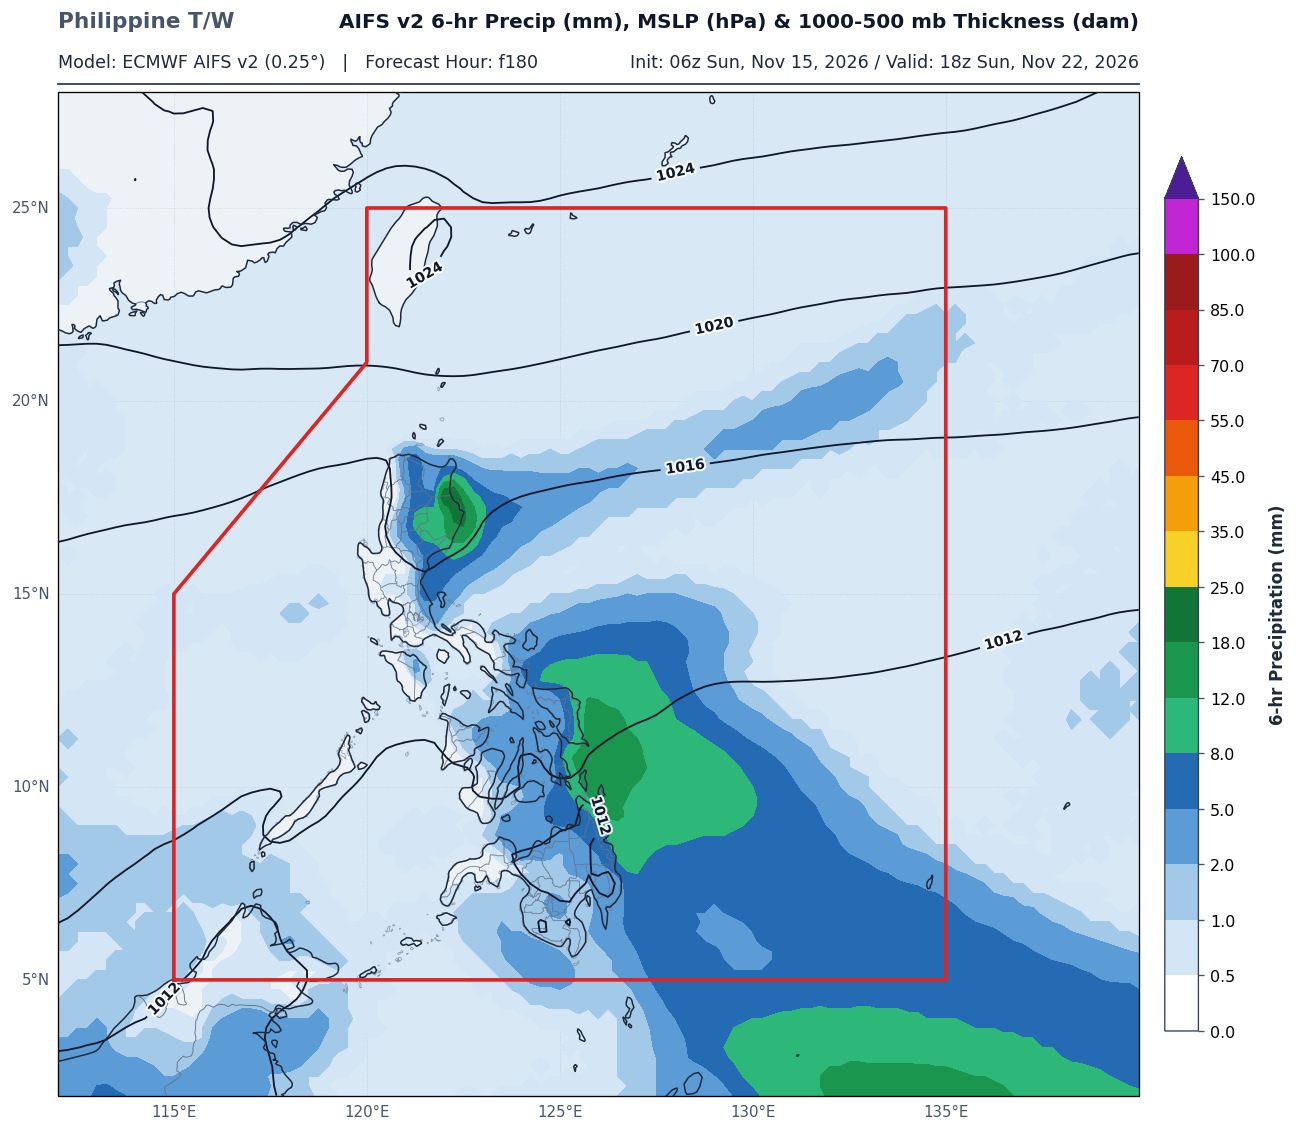 Philippine T/W
AIFS v2 6-hr Precip (mm), MSLP (hPa) & 1000-500 mb Thickness (dam)
Model: ECMWF AIFS v2 (0.25°)   |   Forecast Hour: f180
Init: 06z Sun, Nov 15, 2026 / Valid: 18z Sun, Nov 22, 2026
1024
1024
1020
1016
1012
1012
1012
25°N
20°N
15°N
10°N
5°N
115°E
120°E
125°E
130°E
135°E
150.0
100.0
85.0
70.0
55.0
45.0
35.0
25.0
18.0
12.0
8.0
5.0
2.0
1.0
0.5
0.0
6-hr Precipitation (mm)